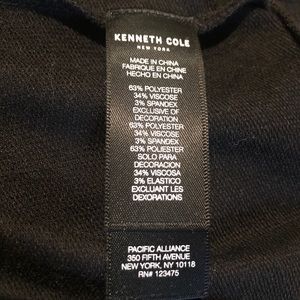 KENNETH COLE
NEW YORK
MADE IN CHINA
FABRIQUE EN CHINE
HECHO EN CHINA
63% POLYESTER
34% VISCOSE
3% SPANDEX
EXCLUSIVE OF
DECORATION
63% POLYESTER
34% VISCOSE
3% SPANDEX
63% POLIESTER
SOLO PARA
DECORACION
34% VISCOSA
3% ELASTICO
EXCLUANT LES
DEXORATIONS
PACIFIC ALLIANCE
350 FIFTH AVENUE
NEW YORK, NY 10118
RN# 123475